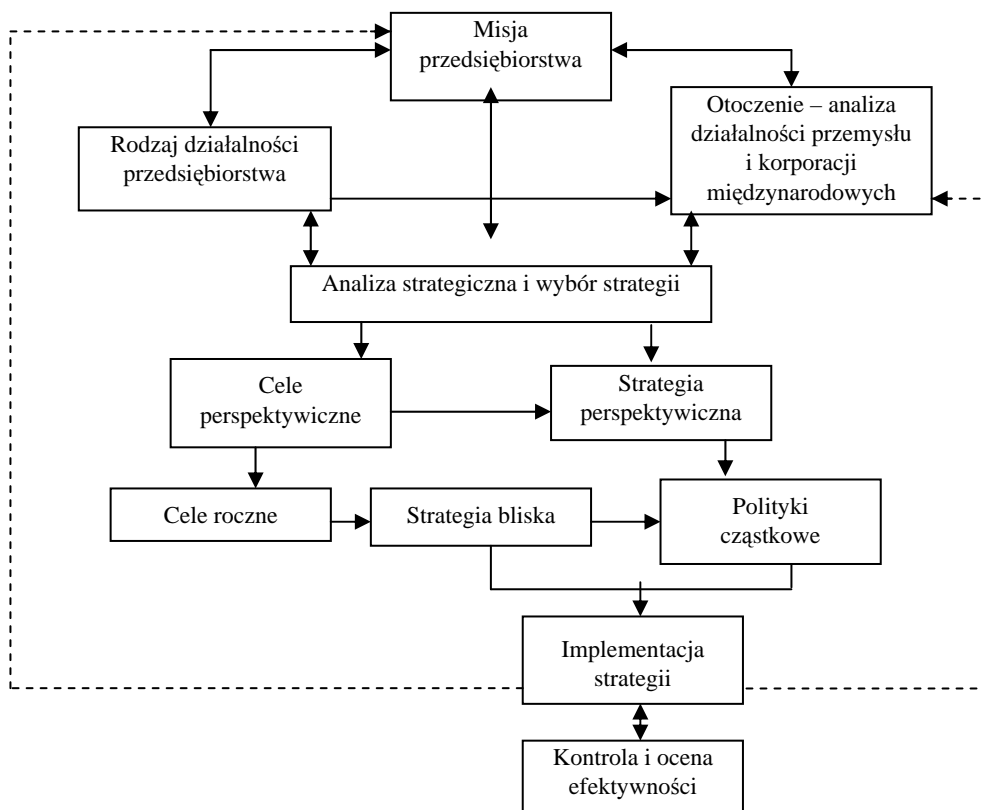 Misja
przedsiębiorstwa
Rodzaj działalności
przedsiębiorstwa
Otoczenie – analiza
działalności przemysłu
i korporacji
międzynarodowych
Analiza strategiczna i wybór strategii
Cele
perspektywiczne
Strategia
perspektywiczna
Cele roczne
Strategia bliska
Polityki
cząstkowe
Implementacja
strategii
Kontrola i ocena
efektywności